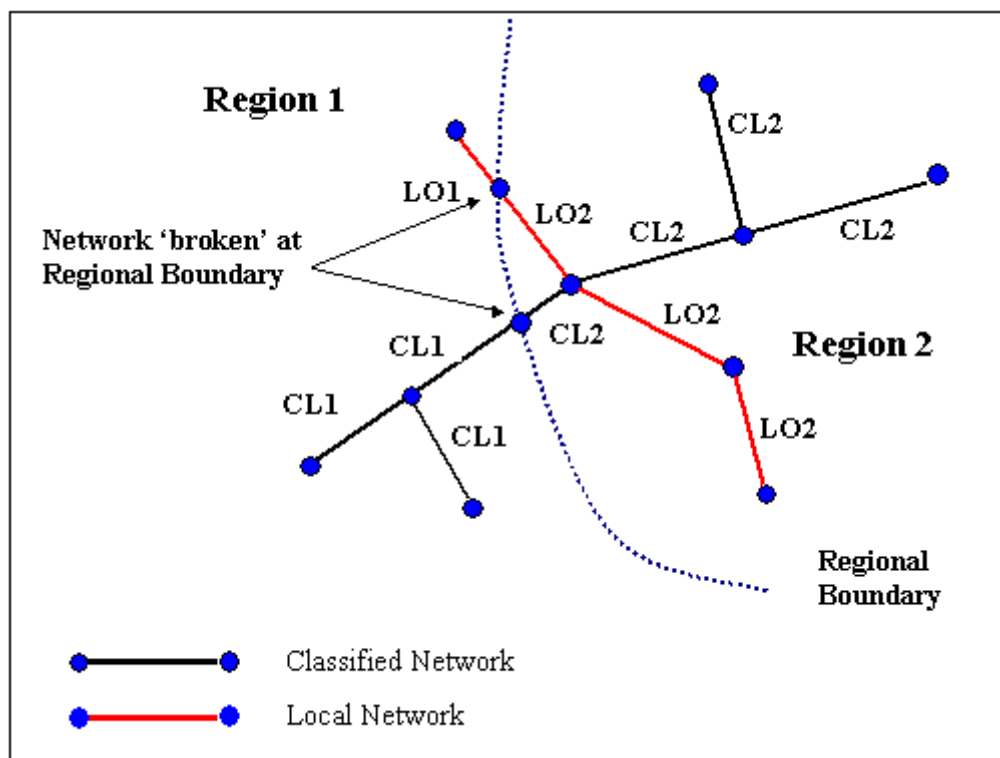 Region 1
CL2
LO1
LO2
CL2
CL2
Network ‘broken’ at
Regional Boundary
LO2
CL2
CL1
Region 2
CL1
CL1
LO2
Regional
Boundary
Classified Network
Local Network